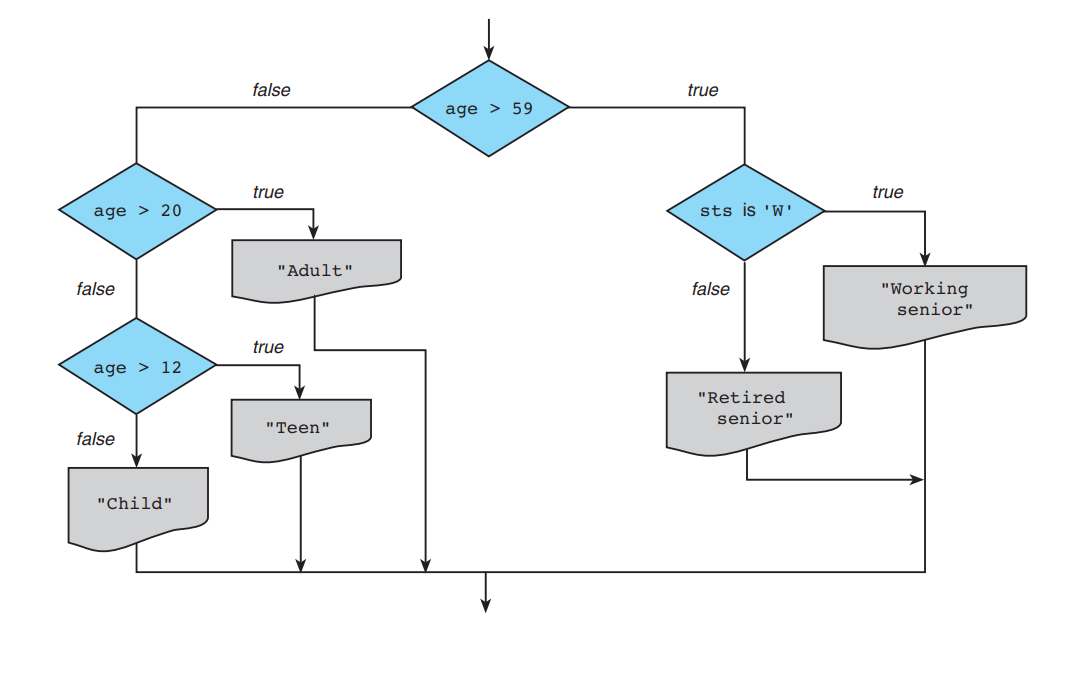 false
age > 59
true
age > 20
true
"Adult"
false
age > 12
true
"Teen"
false
"Child"
sts is 'W'
true
"Working
senior"
false
"Retired
senior"